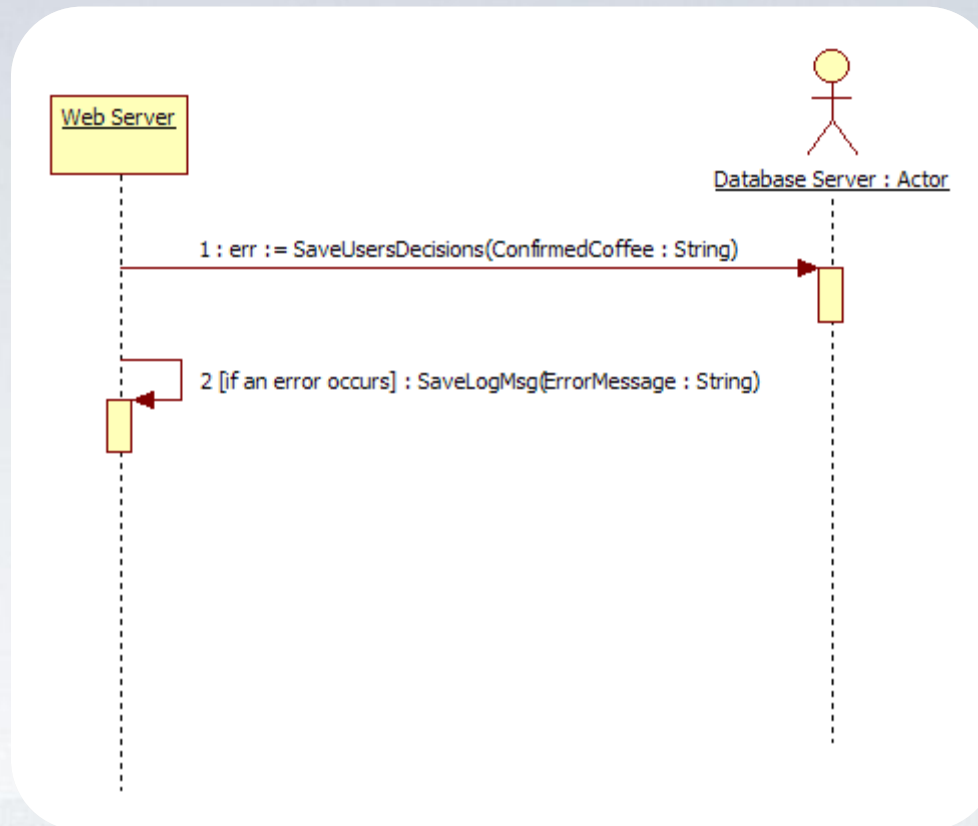 Web Server
Database Server : Actor
1 : err := SaveUsersDecisions(ConfirmedCoffee : String)
2 [if an error occurs] : SaveLogMsg(ErrorMessage : String)